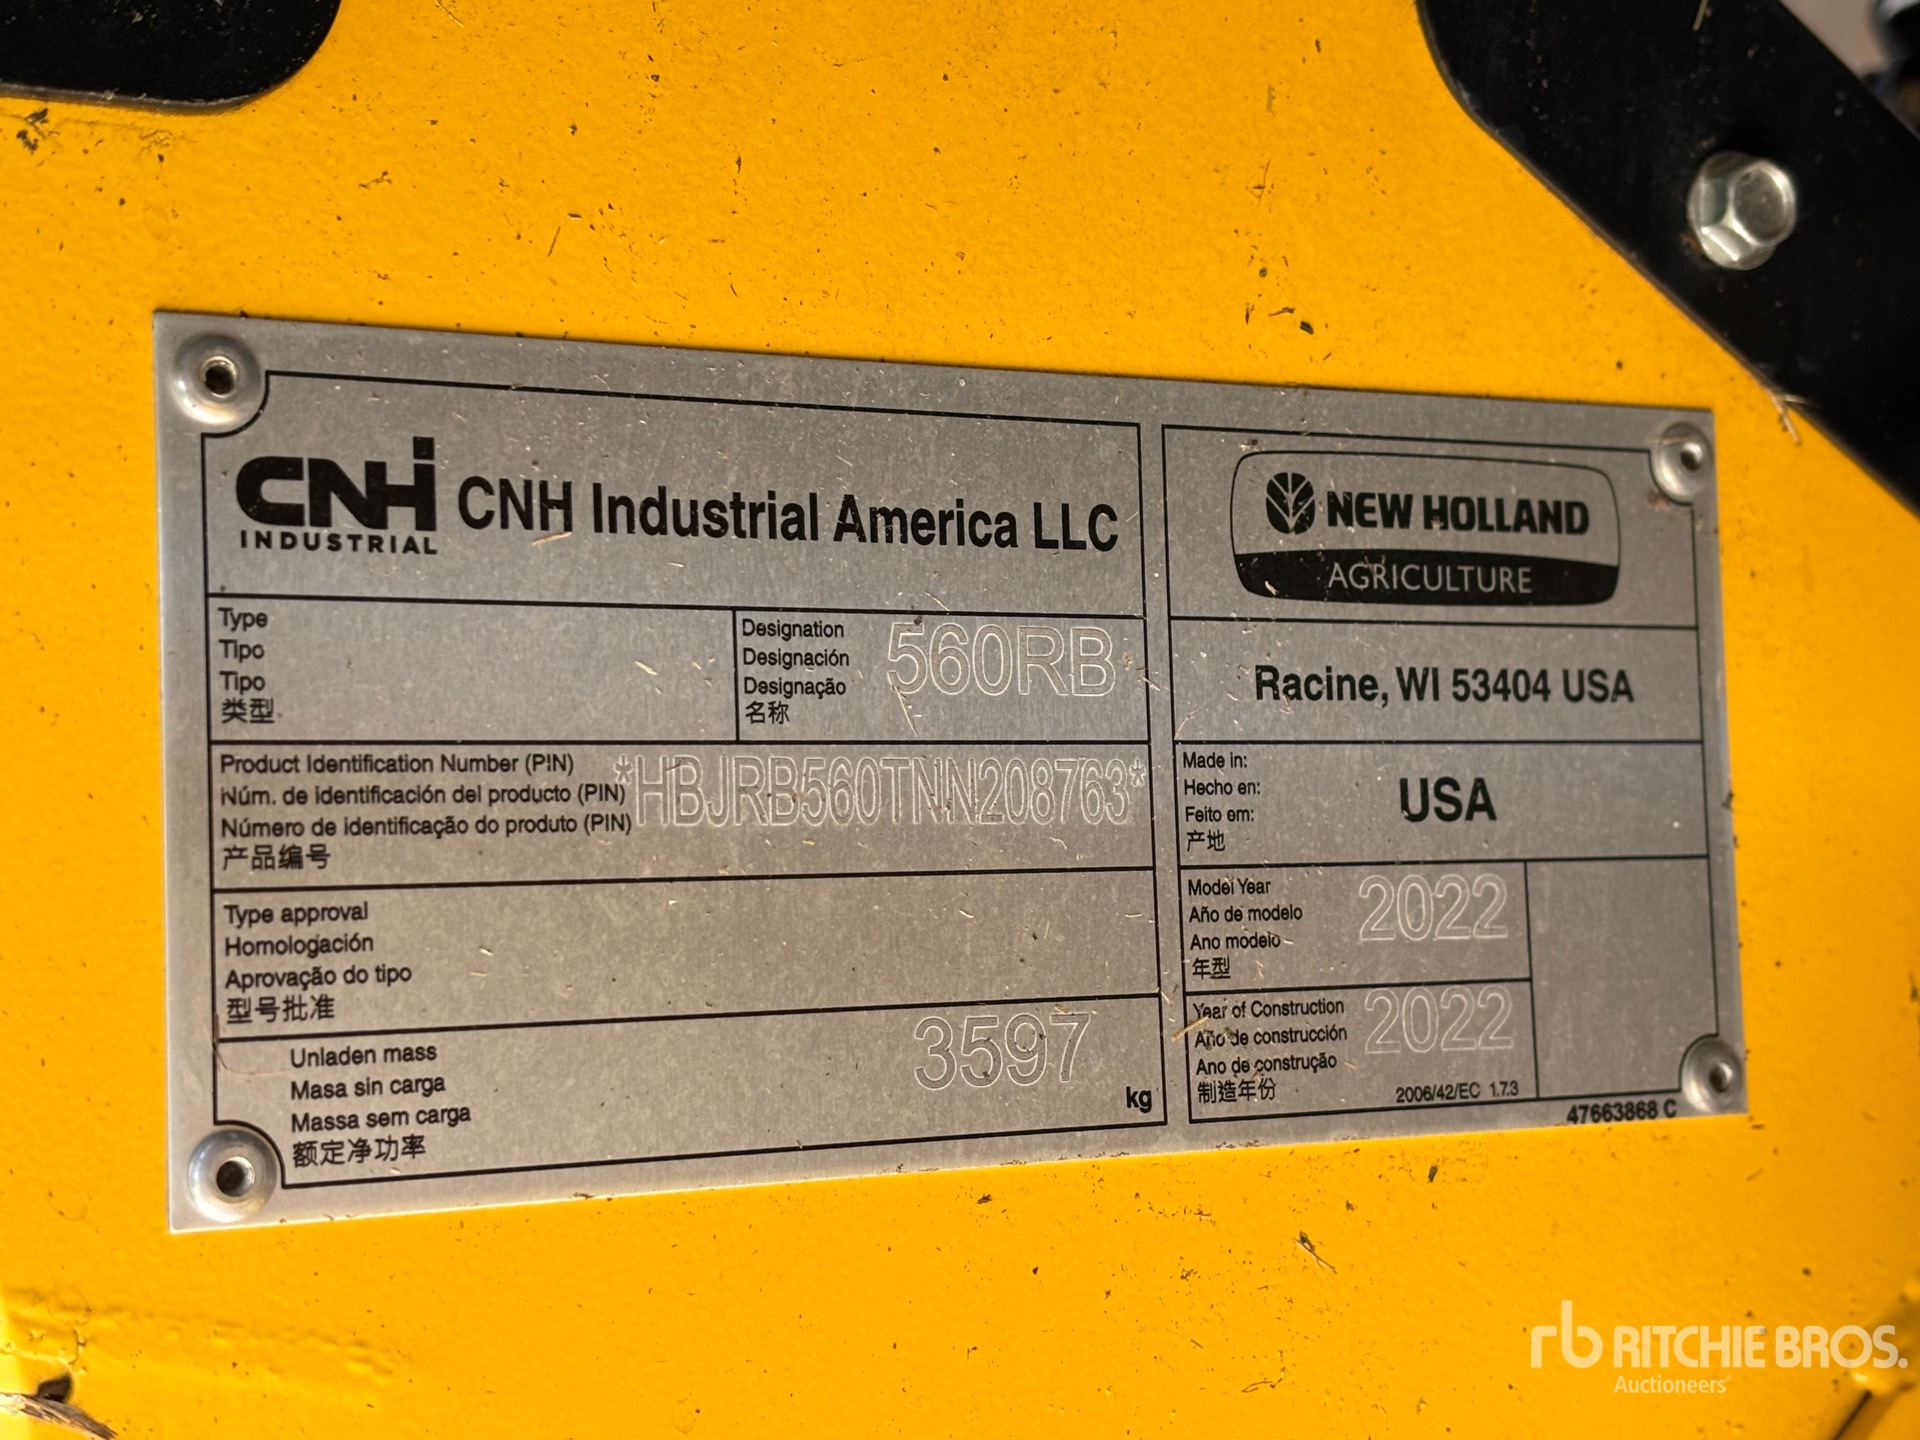 CNHi INDUSTRIAL CNH Industrial America LLC
Type
Tipo
Tipo
类型
Designation
Designación
Designação
名称
560RB
Product Identification Number (PIN)
Núm. de identificación del producto (PIN)
Número de identificação do produto (PIN)
产品编号
*HBJRB560TNN208763*
Type approval
Homologación
Aprovação do tipo
型号批准
Unladen mass
Masa sin carga
Massa sem carga
额定净功率
3597
kg
NEW HOLLAND
AGRICULTURE
Racine, WI 53404 USA
Made in:
Hecho en:
Feito em:
产地
USA
Model Year
Año de modelo
Ano modelo
年型
2022
Year of Construction
Año de construcción
Ano de construção
制造年份
2022
2006/42/EC 1.7.3
47663868 C
rb RITCHIE BROS.
Auctioneers